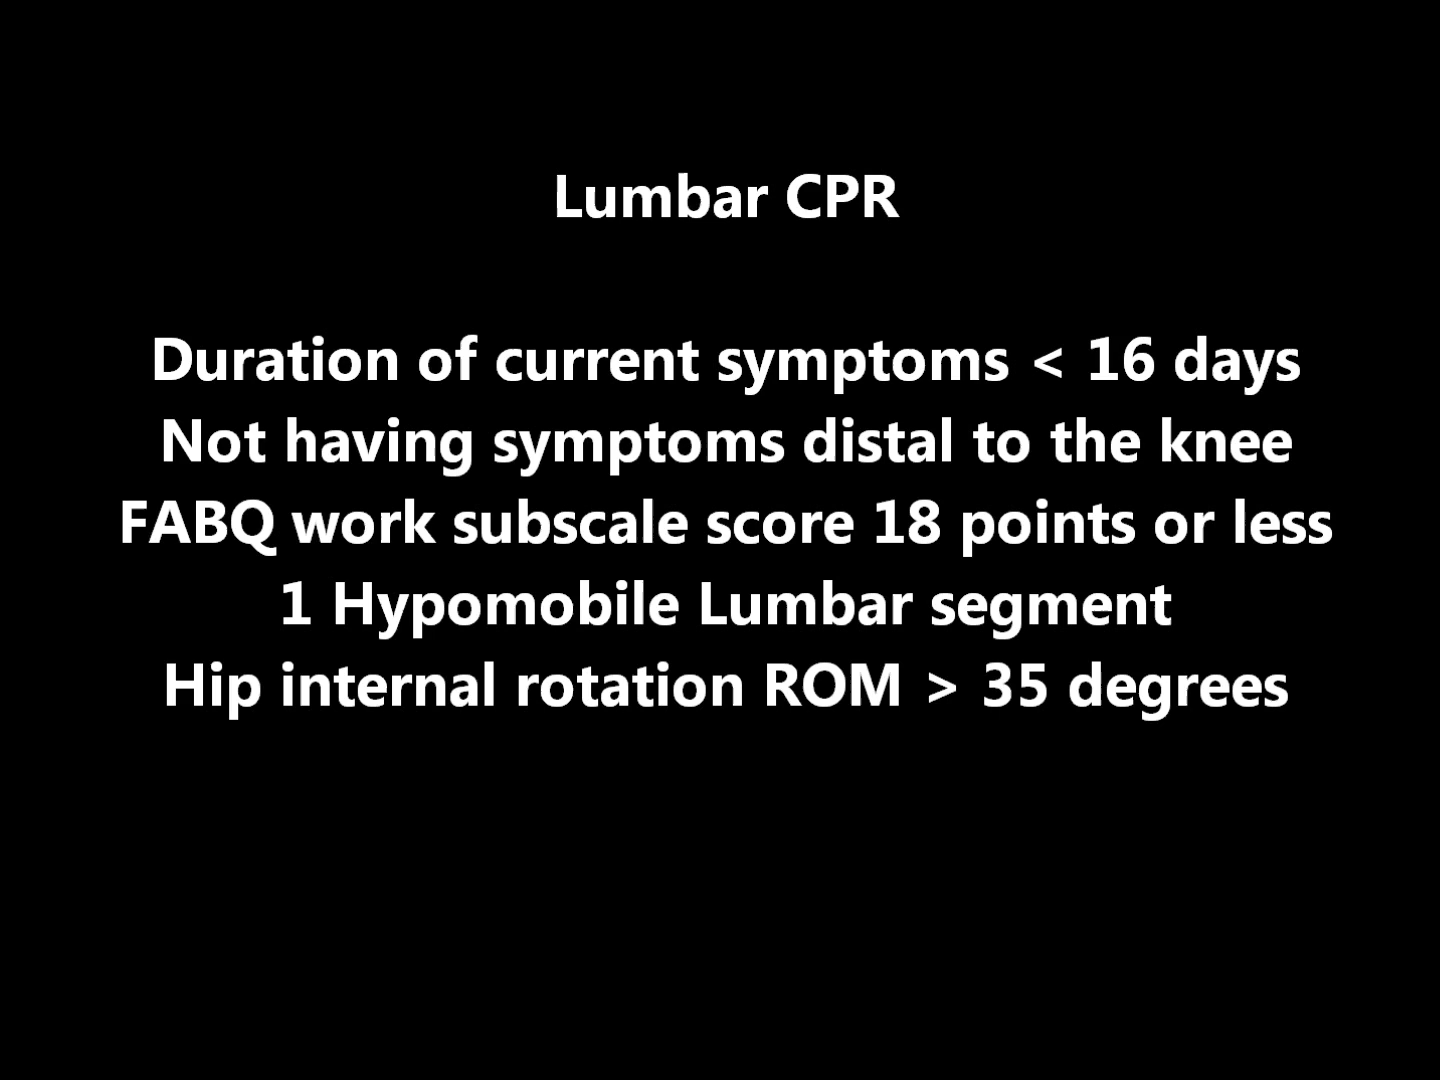 Lumbar CPR
Duration of current symptoms < 16 days
Not having symptoms distal to the knee
FABQ work subscale score 18 points or less
1 Hypomobile Lumbar segment
Hip internal rotation ROM > 35 degrees